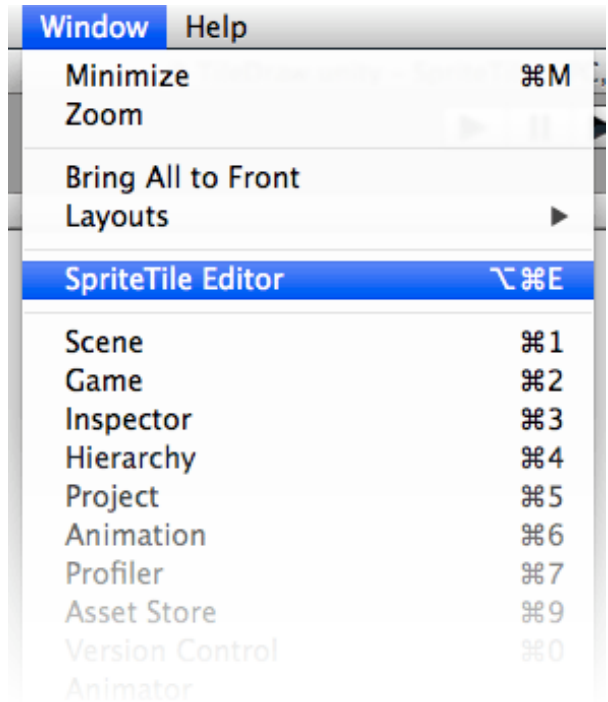 Window Help
Minimize ⌘M
Zoom
Bring All to Front
Layouts ▶
SpriteTile Editor ⌥⌘E
Scene ⌘1
Game ⌘2
Inspector ⌘3
Hierarchy ⌘4
Project ⌘5
Animation ⌘6
Profiler ⌘7
Asset Store ⌘9
Version Control ⌘0
Animator